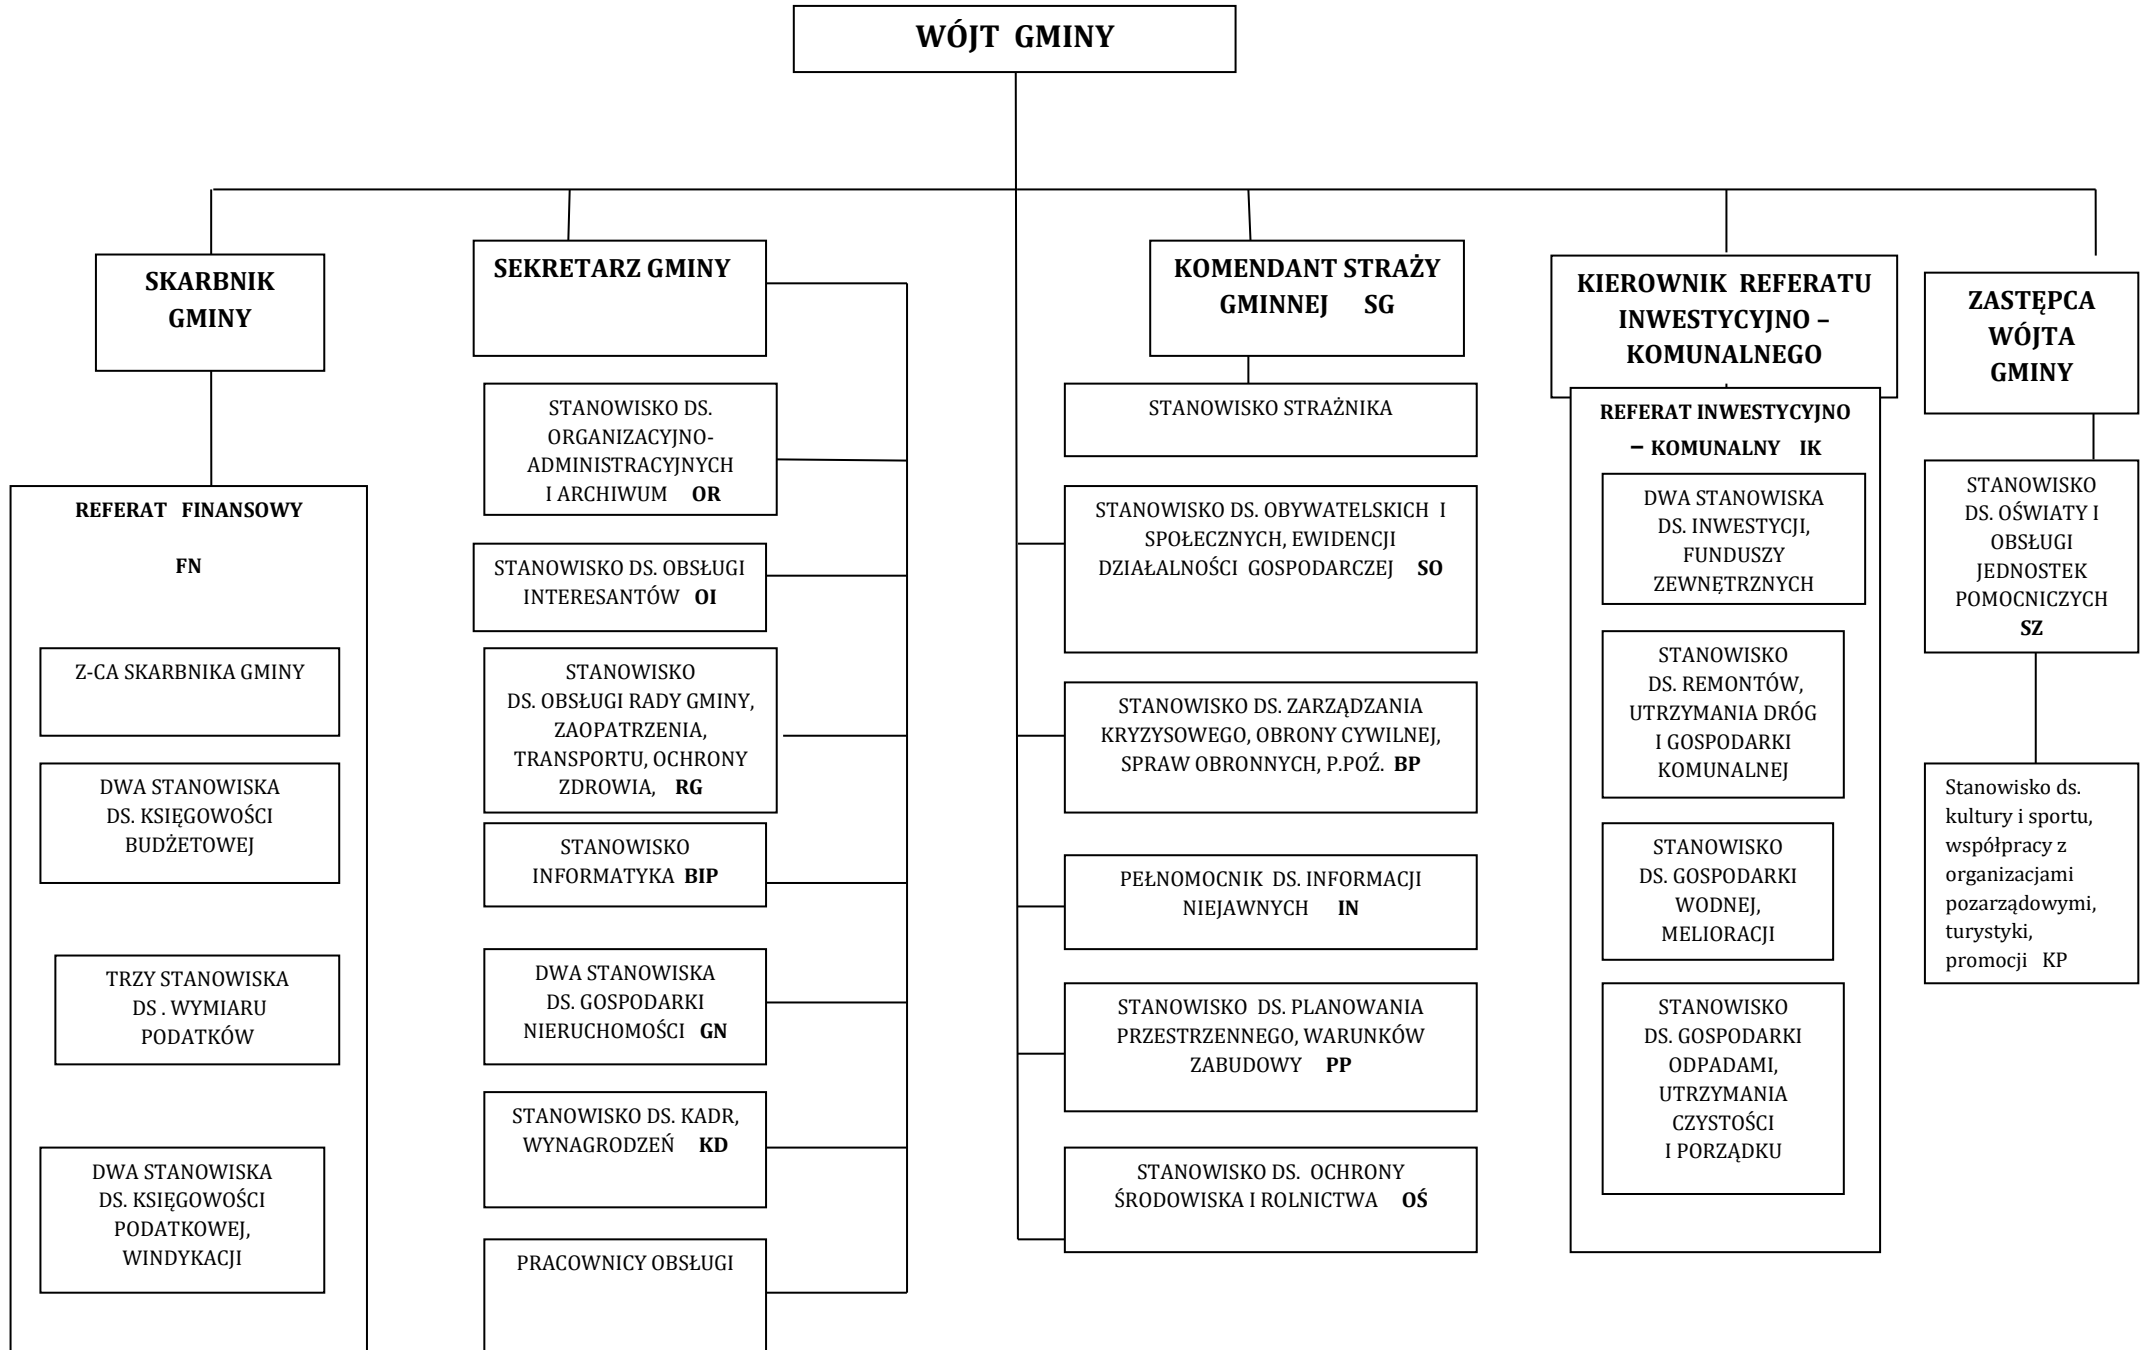 WÓJT GMINY
SKARBNIK
GMINY
REFERAT FINANSOWY
FN
Z-CA SKARBNIKA GMINY
DWA STANOWISKA
DS. KSIĘGOWOŚCI
BUDŻETOWEJ
TRZY STANOWISKA
DS . WYMIARU
PODATKÓW
DWA STANOWISKA
DS. KSIĘGOWOŚCI
PODATKOWEJ,
WINDYKACJI
SEKRETARZ GMINY
STANOWISKO DS.
ORGANIZACYJNO-
ADMINISTRACYJNYCH
I ARCHIWUM OR
STANOWISKO DS. OBSŁUGI
INTERESANTÓW OI
STANOWISKO
DS. OBSŁUGI RADY GMINY,
ZAOPATRZENIA,
TRANSPORTU, OCHRONY
ZDROWIA, RG
STANOWISKO
INFORMATYKA BIP
DWA STANOWISKA
DS. GOSPODARKI
NIERUCHOMOŚCI GN
STANOWISKO DS. KADR,
WYNAGRODZEŃ KD
PRACOWNICY OBSŁUGI
KOMENDANT STRAŻY
GMINNEJ SG
STANOWISKO STRAŻNIKA
STANOWISKO DS. OBYWATELSKICH I
SPOŁECZNYCH, EWIDENCJI
DZIAŁALNOŚCI GOSPODARCZEJ SO
STANOWISKO DS. ZARZĄDZANIA
KRYZYSOWEGO, OBRONY CYWILNEJ,
SPRAW OBRONNYCH, P.POŹ. BP
PEŁNOMOCNIK DS. INFORMACJI
NIEJAWNYCH IN
STANOWISKO DS. PLANOWANIA
PRZESTRZENNEGO, WARUNKÓW
ZABUDOWY PP
STANOWISKO DS. OCHRONY
ŚRODOWISKA I ROLNICTWA OŚ
KIEROWNIK REFERATU
INWESTYCYJNO –
KOMUNALNEGO
REFERAT INWESTYCYJNO
– KOMUNALNY IK
DWA STANOWISKA
DS. INWESTYCJI,
FUNDUSZY
ZEWNĘTRZNYCH
STANOWISKO
DS. REMONTÓW,
UTRZYMANIA DRÓG
I GOSPODARKI
KOMUNALNEJ
STANOWISKO
DS. GOSPODARKI
WODNEJ,
MELIORACJI
STANOWISKO
DS. GOSPODARKI
ODPADAMI,
UTRZYMANIA
CZYSTOŚCI
I PORZĄDKU
ZASTĘPCA
WÓJTA
GMINY
STANOWISKO
DS. OŚWIATY I
OBSŁUGI
JEDNOSTEK
POMOCNICZYCH
SZ
Stanowisko ds.
kultury i sportu,
współpracy z
organizacjami
pozarządowymi,
turystyki,
promocji KP